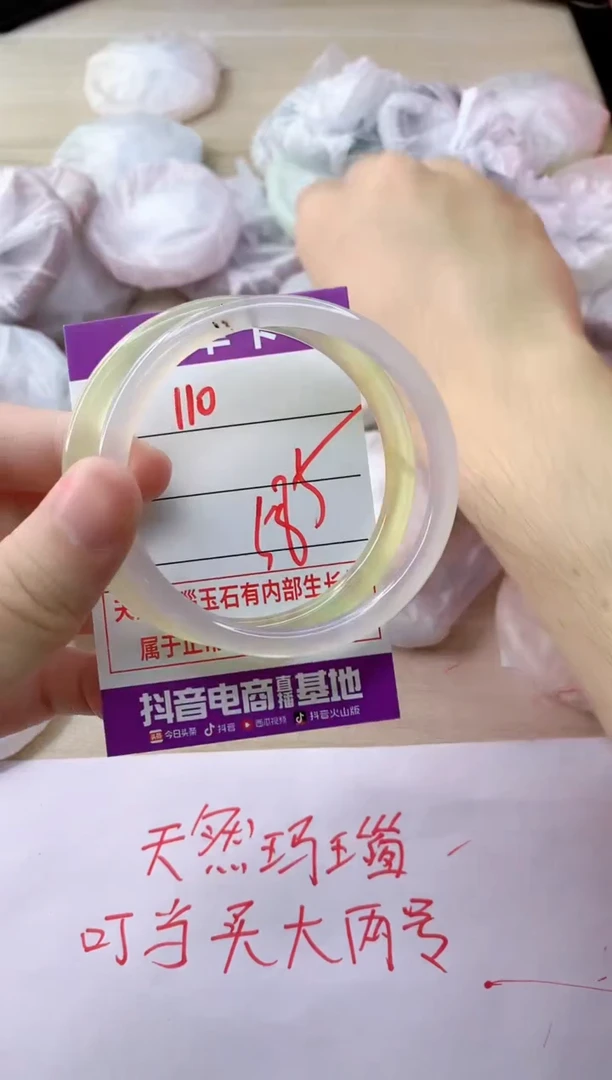 110
585
玉石有内部生长
属于正
抖音电商直播基地
今日头条 抖音 西瓜视频 抖音火山版
天然玛瑙
叮当买大两号